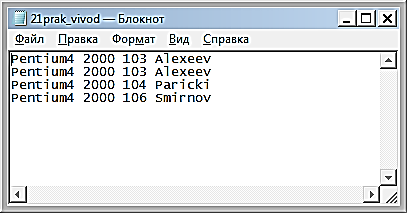 21prak_vivod — Блокнот
Файл Правка Формат Вид Справка
Pentium4 2000 103 Alexeev
Pentium4 2000 103 Alexeev
Pentium4 2000 104 Paricki
Pentium4 2000 106 Smirnov